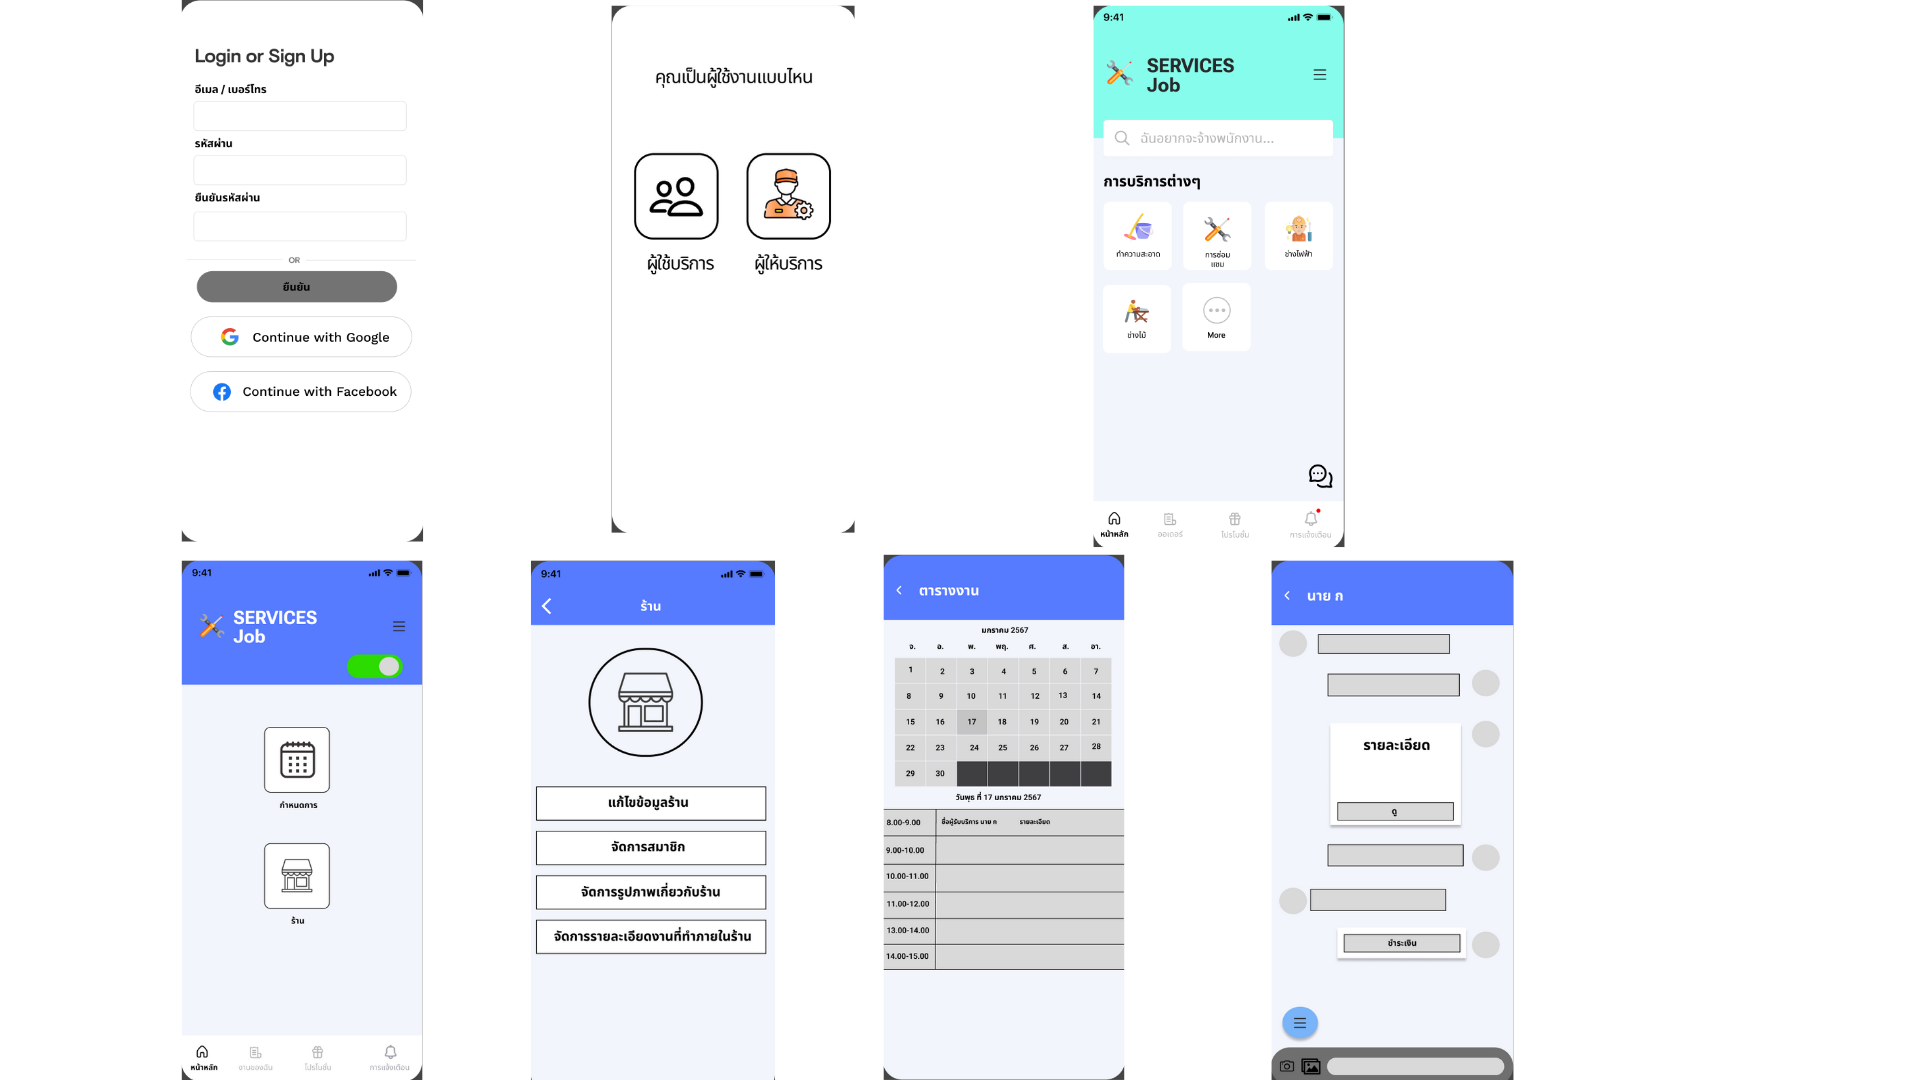 Login or Sign Up
อีเมล / เบอร์โทร
รหัสผ่าน
ยืนยันรหัสผ่าน
OR
ยืนยัน
Continue with Google
Continue with Facebook
คุณเป็นผู้ใช้งานแบบไหน
ผู้ใช้บริการ
ผู้ให้บริการ
9:41
SERVICES
Job
ฉันอยากจะจ้างพนักงาน...
การบริการต่างๆ
ทำความสะอาด
การซ่อม
แซม
ช่างไฟฟ้า
ช่างไม้
More
หน้าหลัก
ออเดอร์
โปรโมชั่น
การแจ้งเตือน
9:41
SERVICES
Job
กำหนดการ
ร้าน
หน้าหลัก
งานของฉัน
โปรโมชั่น
การแจ้งเตือน
9:41
ร้าน
แก้ไขข้อมูลร้าน
จัดการสมาชิก
จัดการรูปภาพเกี่ยวกับร้าน
จัดการรายละเอียดงานที่ทำภายในร้าน
ตารางงาน
มกราคม 2567
จ. อ. พ. พฤ. ศ. ส. อา.
1 2 3 4 5 6 7
8 9 10 11 12 13 14
15 16 17 18 19 20 21
22 23 24 25 26 27 28
29 30
วันพุธ ที่ 17 มกราคม 2567
8.00-9.00 ชื่อผู้รับบริการ นาย ก รายละเอียด
9.00-10.00
10.00-11.00
11.00-12.00
13.00-14.00
14.00-15.00
นาย ก
รายละเอียด
ดู
ชำระเงิน